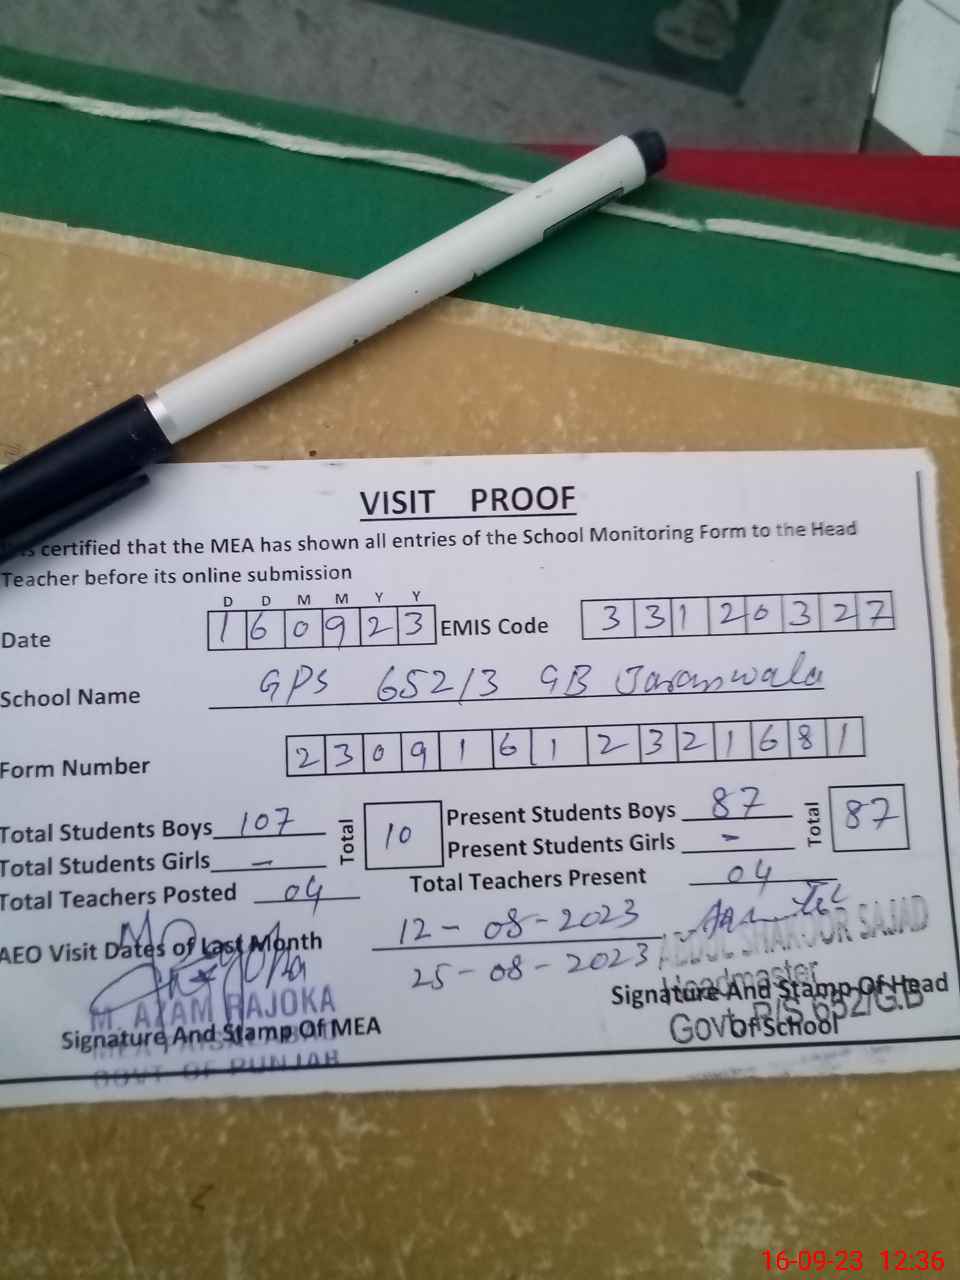 VISIT PROOF
is certified that the MEA has shown all entries of the School Monitoring Form to the Head
Teacher before its online submission
D D M M Y Y
Date 1 6 0 9 2 3 EMIS Code 3 3 1 2 0 3 2 7
School Name GPS 652/3 GB Jaranwala
Form Number 2 3 0 9 1 6 1 2 3 2 1 6 8 1
Total Students Boys 107 Total 10 Present Students Boys 87 Total 87
Total Students Girls - Present Students Girls -
Total Teachers Posted 04 Total Teachers Present 04
AEO Visit Dates of Last Month 12-08-2023
25-08-2023
ABDUL SHAKOOR SAJAD
Headmaster
M. AZAM RAJOKA
Signature And Stamp Of Head
Of School
Govt. P/S 652/G.B
Signature And Stamp Of MEA
GOVT OF PUNJAB
16-09-23 12:36